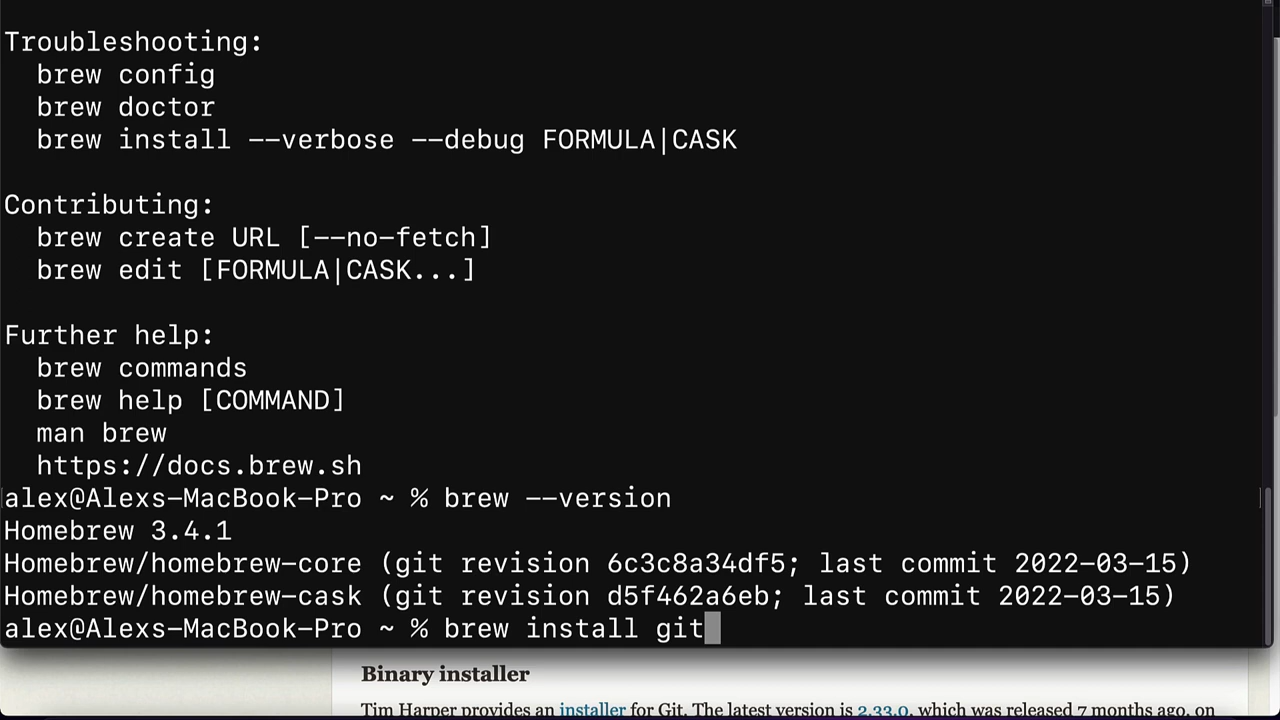 Troubleshooting:
brew config
brew doctor
brew install --verbose --debug FORMULA|CASK
Contributing:
brew create URL [--no-fetch]
brew edit [FORMULA|CASK...]
Further help:
brew commands
brew help [COMMAND]
man brew
https://docs.brew.sh
alex@Alexs-MacBook-Pro ~ % brew --version
Homebrew 3.4.1
Homebrew/homebrew-core (git revision 6c3c8a34df5; last commit 2022-03-15)
Homebrew/homebrew-cask (git revision d5f462a6eb; last commit 2022-03-15)
alex@Alexs-MacBook-Pro ~ % brew install git
Binary installer
Tim Harper provides an installer for Git. The latest version is 2.33.0, which was released 7 months ago, on